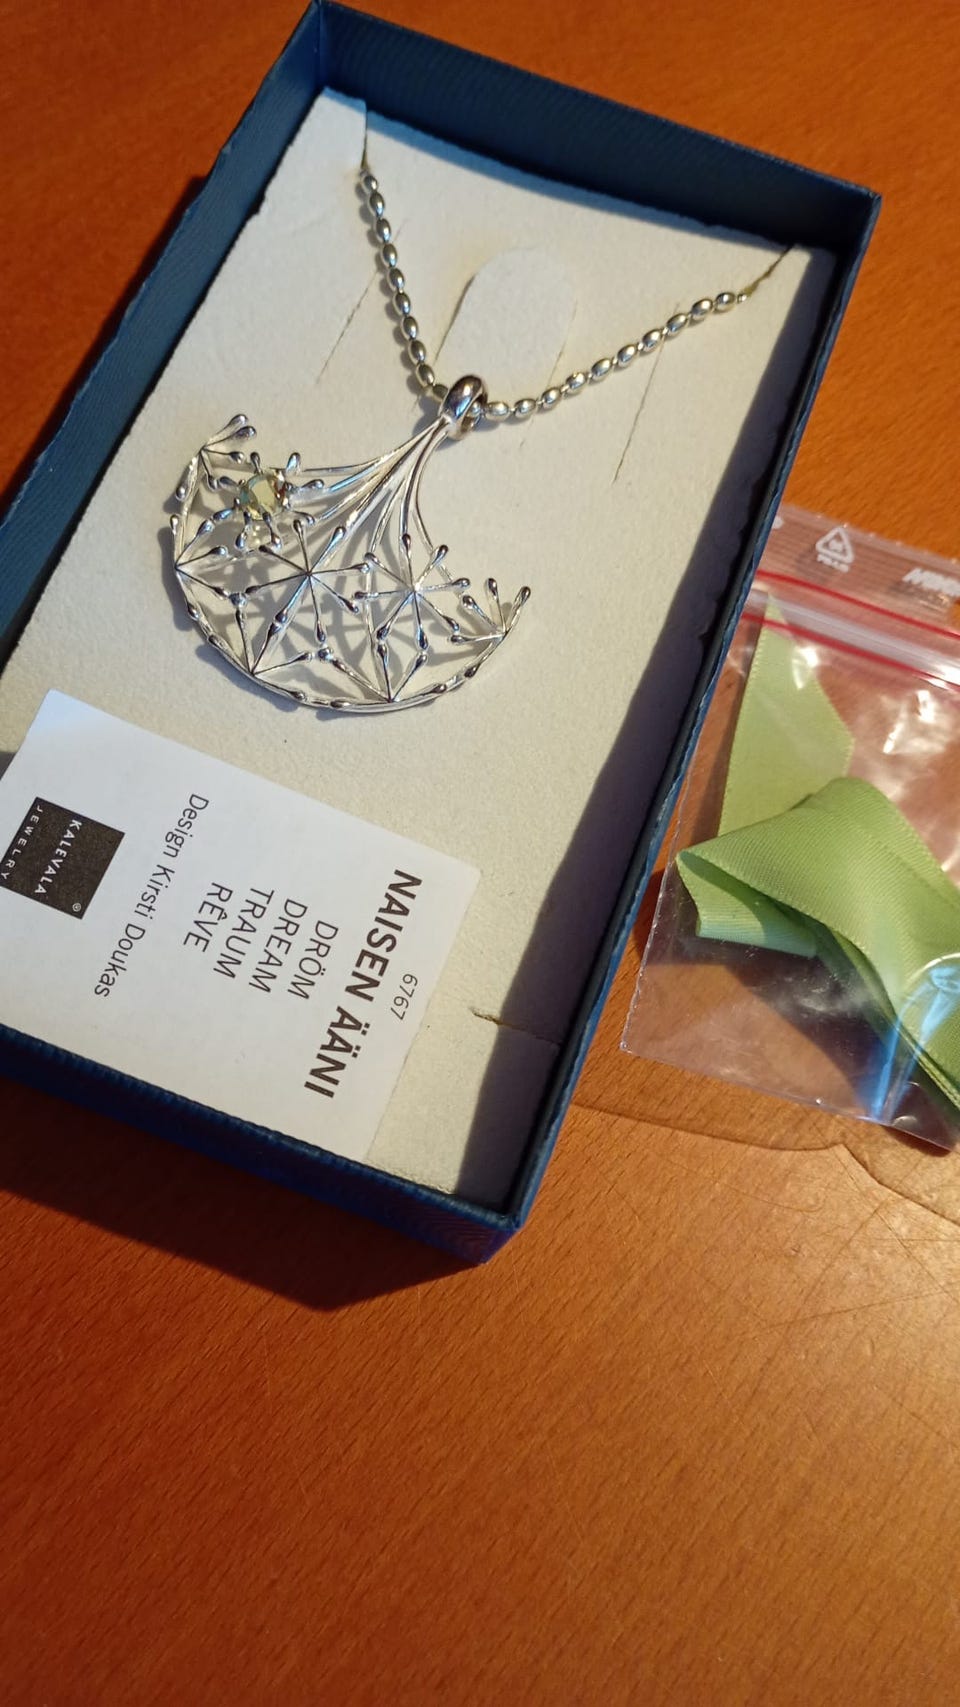 6767
NAISEN ÄÄNI
DRÖM
DREAM
TRAUM
RÊVE
Design Kirsti Doukas
KALEVALA ®
JEWELRY